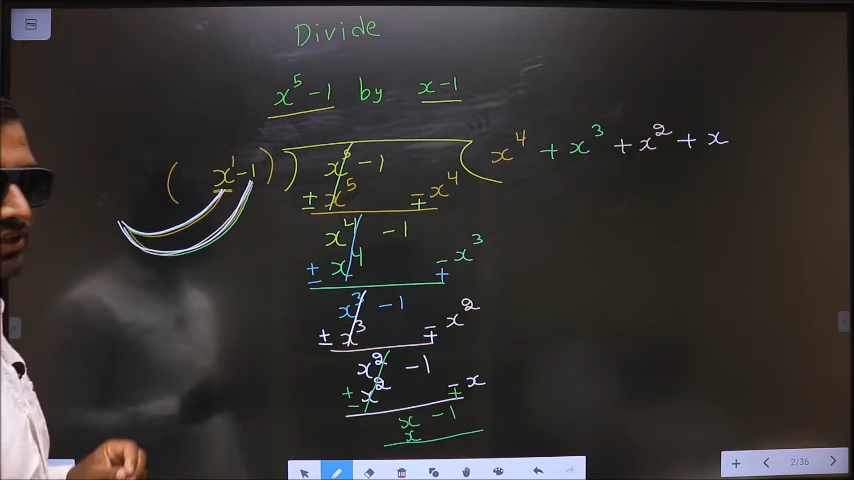 Divide
x⁵ - 1 by x - 1
(x¹ - 1) ) x⁵ - 1 ( x⁴ + x³ + x² + x
± x⁵ ∓ x⁴
x⁴ - 1
± x⁴ ∓ x³
x³ - 1
± x³ ∓ x²
x² - 1
± x² ∓ x
x - 1
x
2/36